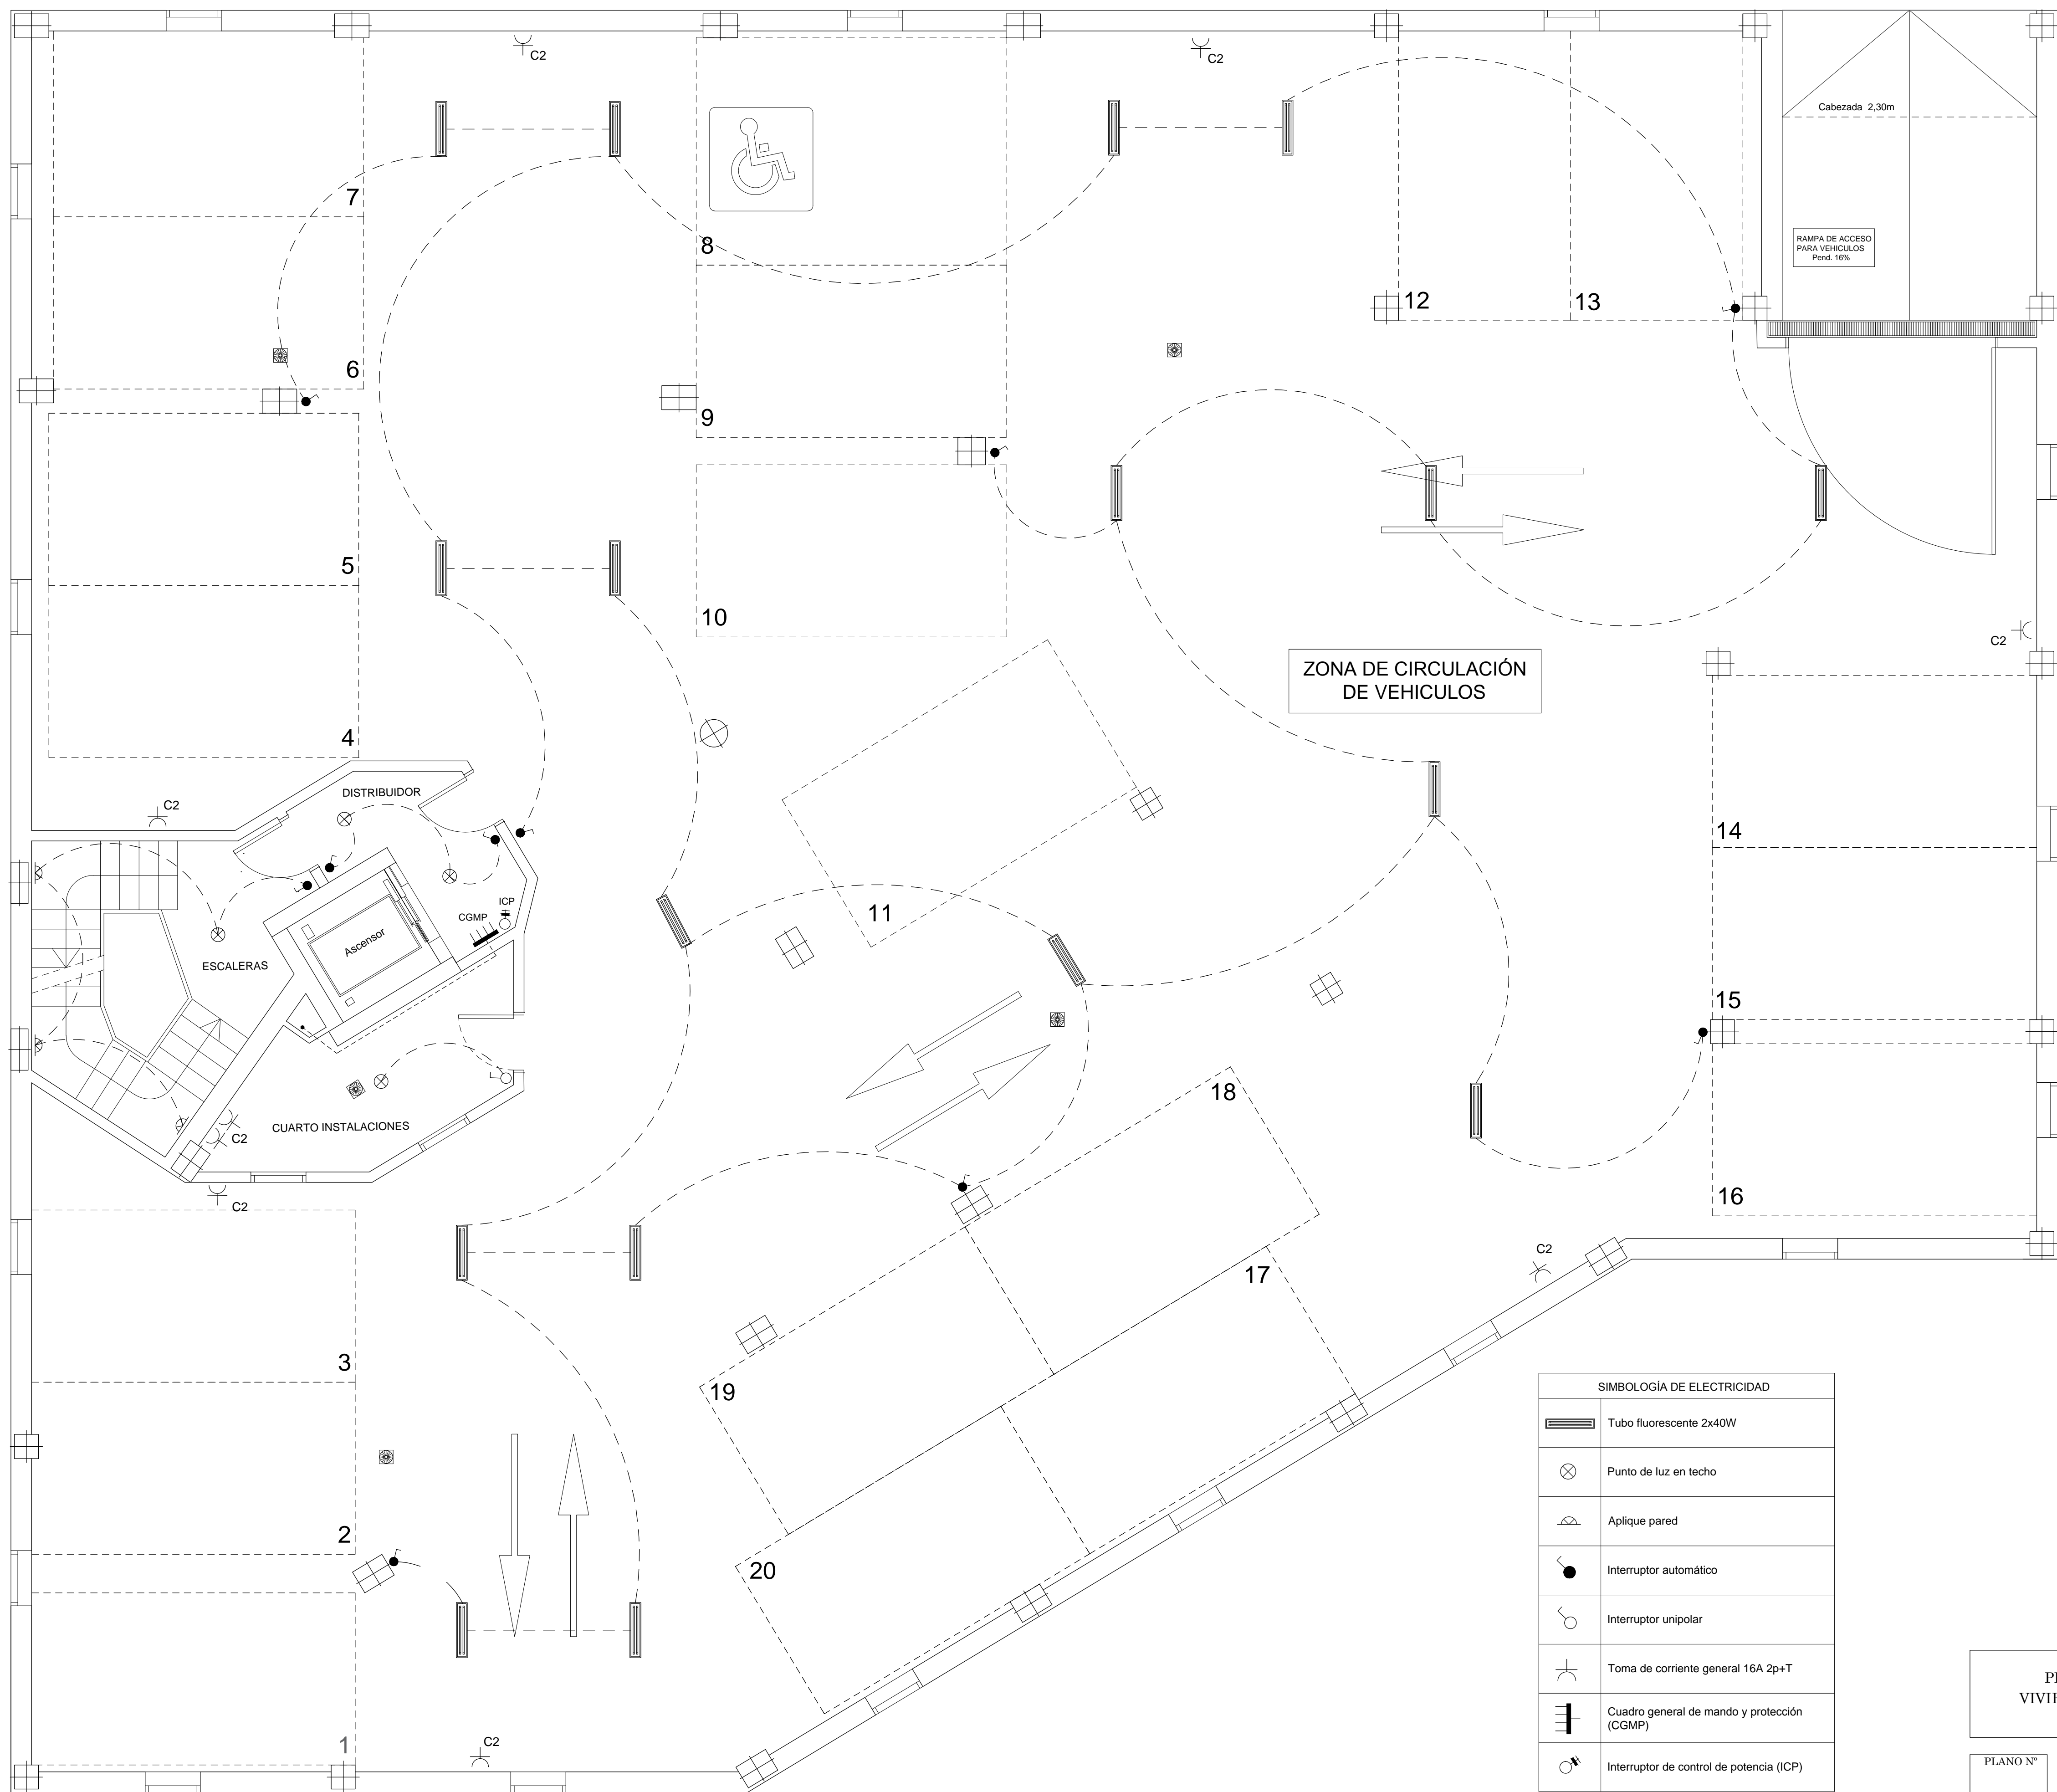 C2
C2
Cabezada 2,30m
7
8
RAMPA DE ACCESO
PARA VEHICULOS
Pend. 16%
12
13
6
9
5
10
C2
ZONA DE CIRCULACIÓN
DE VEHICULOS
4
DISTRIBUIDOR
C2
14
ICP
CGMP
11
Ascensor
ESCALERAS
15
18
CUARTO INSTALACIONES
C2
16
C2
C2
17
3
19
SIMBOLOGÍA DE ELECTRICIDAD
Tubo fluorescente 2x40W
Punto de luz en techo
Aplique pared
2
20
Interruptor automático
Interruptor unipolar
Toma de corriente general 16A 2p+T
Cuadro general de mando y protección
(CGMP)
Interruptor de control de potencia (ICP)
1
C2
PLANO Nº